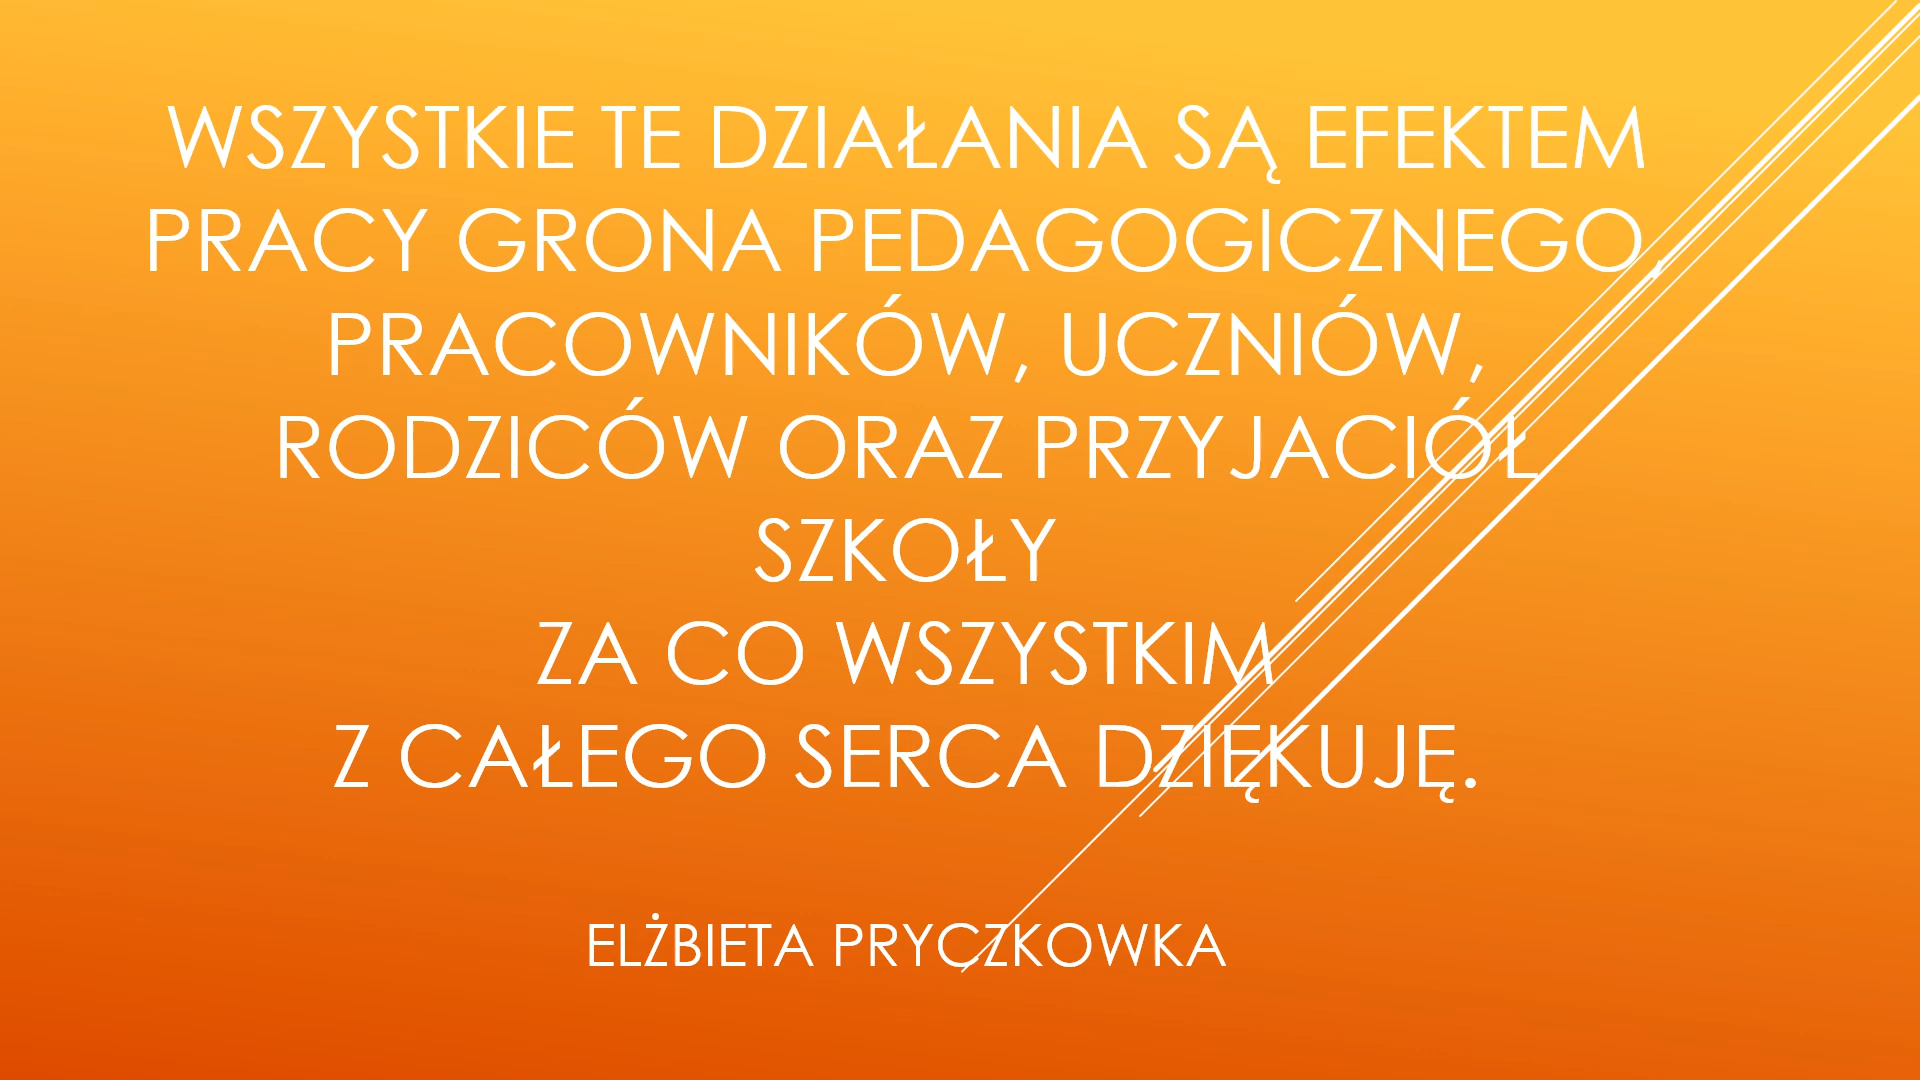 WSZYSTKIE TE DZIAŁANIA SĄ EFEKTEM
PRACY GRONA PEDAGOGICZNEGO,
PRACOWNIKÓW, UCZNIÓW,
RODZICÓW ORAZ PRZYJACIÓŁ
SZKOŁY
ZA CO WSZYSTKIM
Z CAŁEGO SERCA DZIĘKUJĘ.
ELŻBIETA PRYCZKOWKA